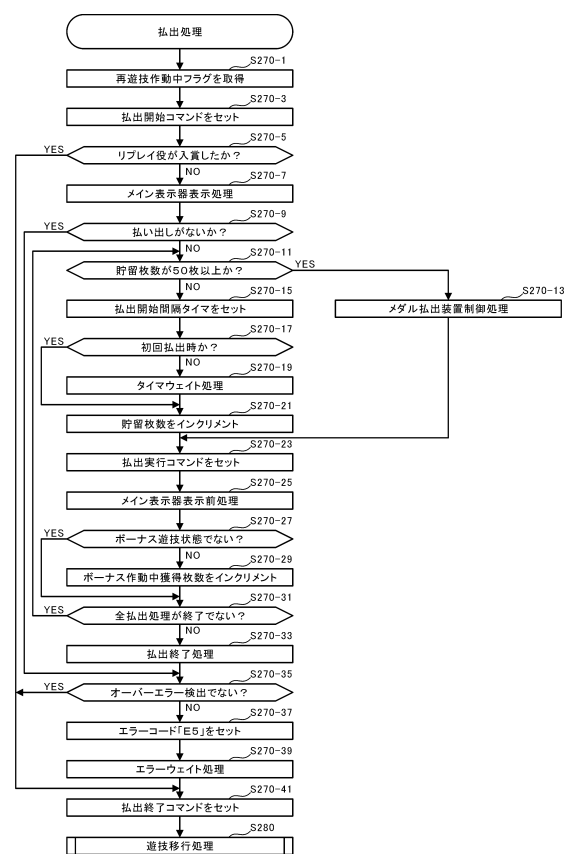 払出処理
S270-1
再遊技作動中フラグを取得
S270-3
払出開始コマンドをセット
S270-5
YES
リプレイ役が入賞したか？
NO
S270-7
メイン表示器表示処理
S270-9
YES
払い出しがないか？
NO
S270-11
YES
貯留枚数が50枚以上か？
NO
S270-13
メダル払出装置制御処理
S270-15
払出開始間隔タイマをセット
S270-17
YES
初回払出時か？
NO
S270-19
タイマウェイト処理
S270-21
貯留枚数をインクリメント
S270-23
払出実行コマンドをセット
S270-25
メイン表示器表示前処理
S270-27
YES
ボーナス遊技状態でない？
NO
S270-29
ボーナス作動中獲得枚数をインクリメント
S270-31
YES
全払出処理が終了でない？
NO
S270-33
払出終了処理
S270-35
YES
オーバーエラー検出でない？
NO
S270-37
エラーコード「E5」をセット
S270-39
エラーウェイト処理
S270-41
払出終了コマンドをセット
S280
遊技移行処理